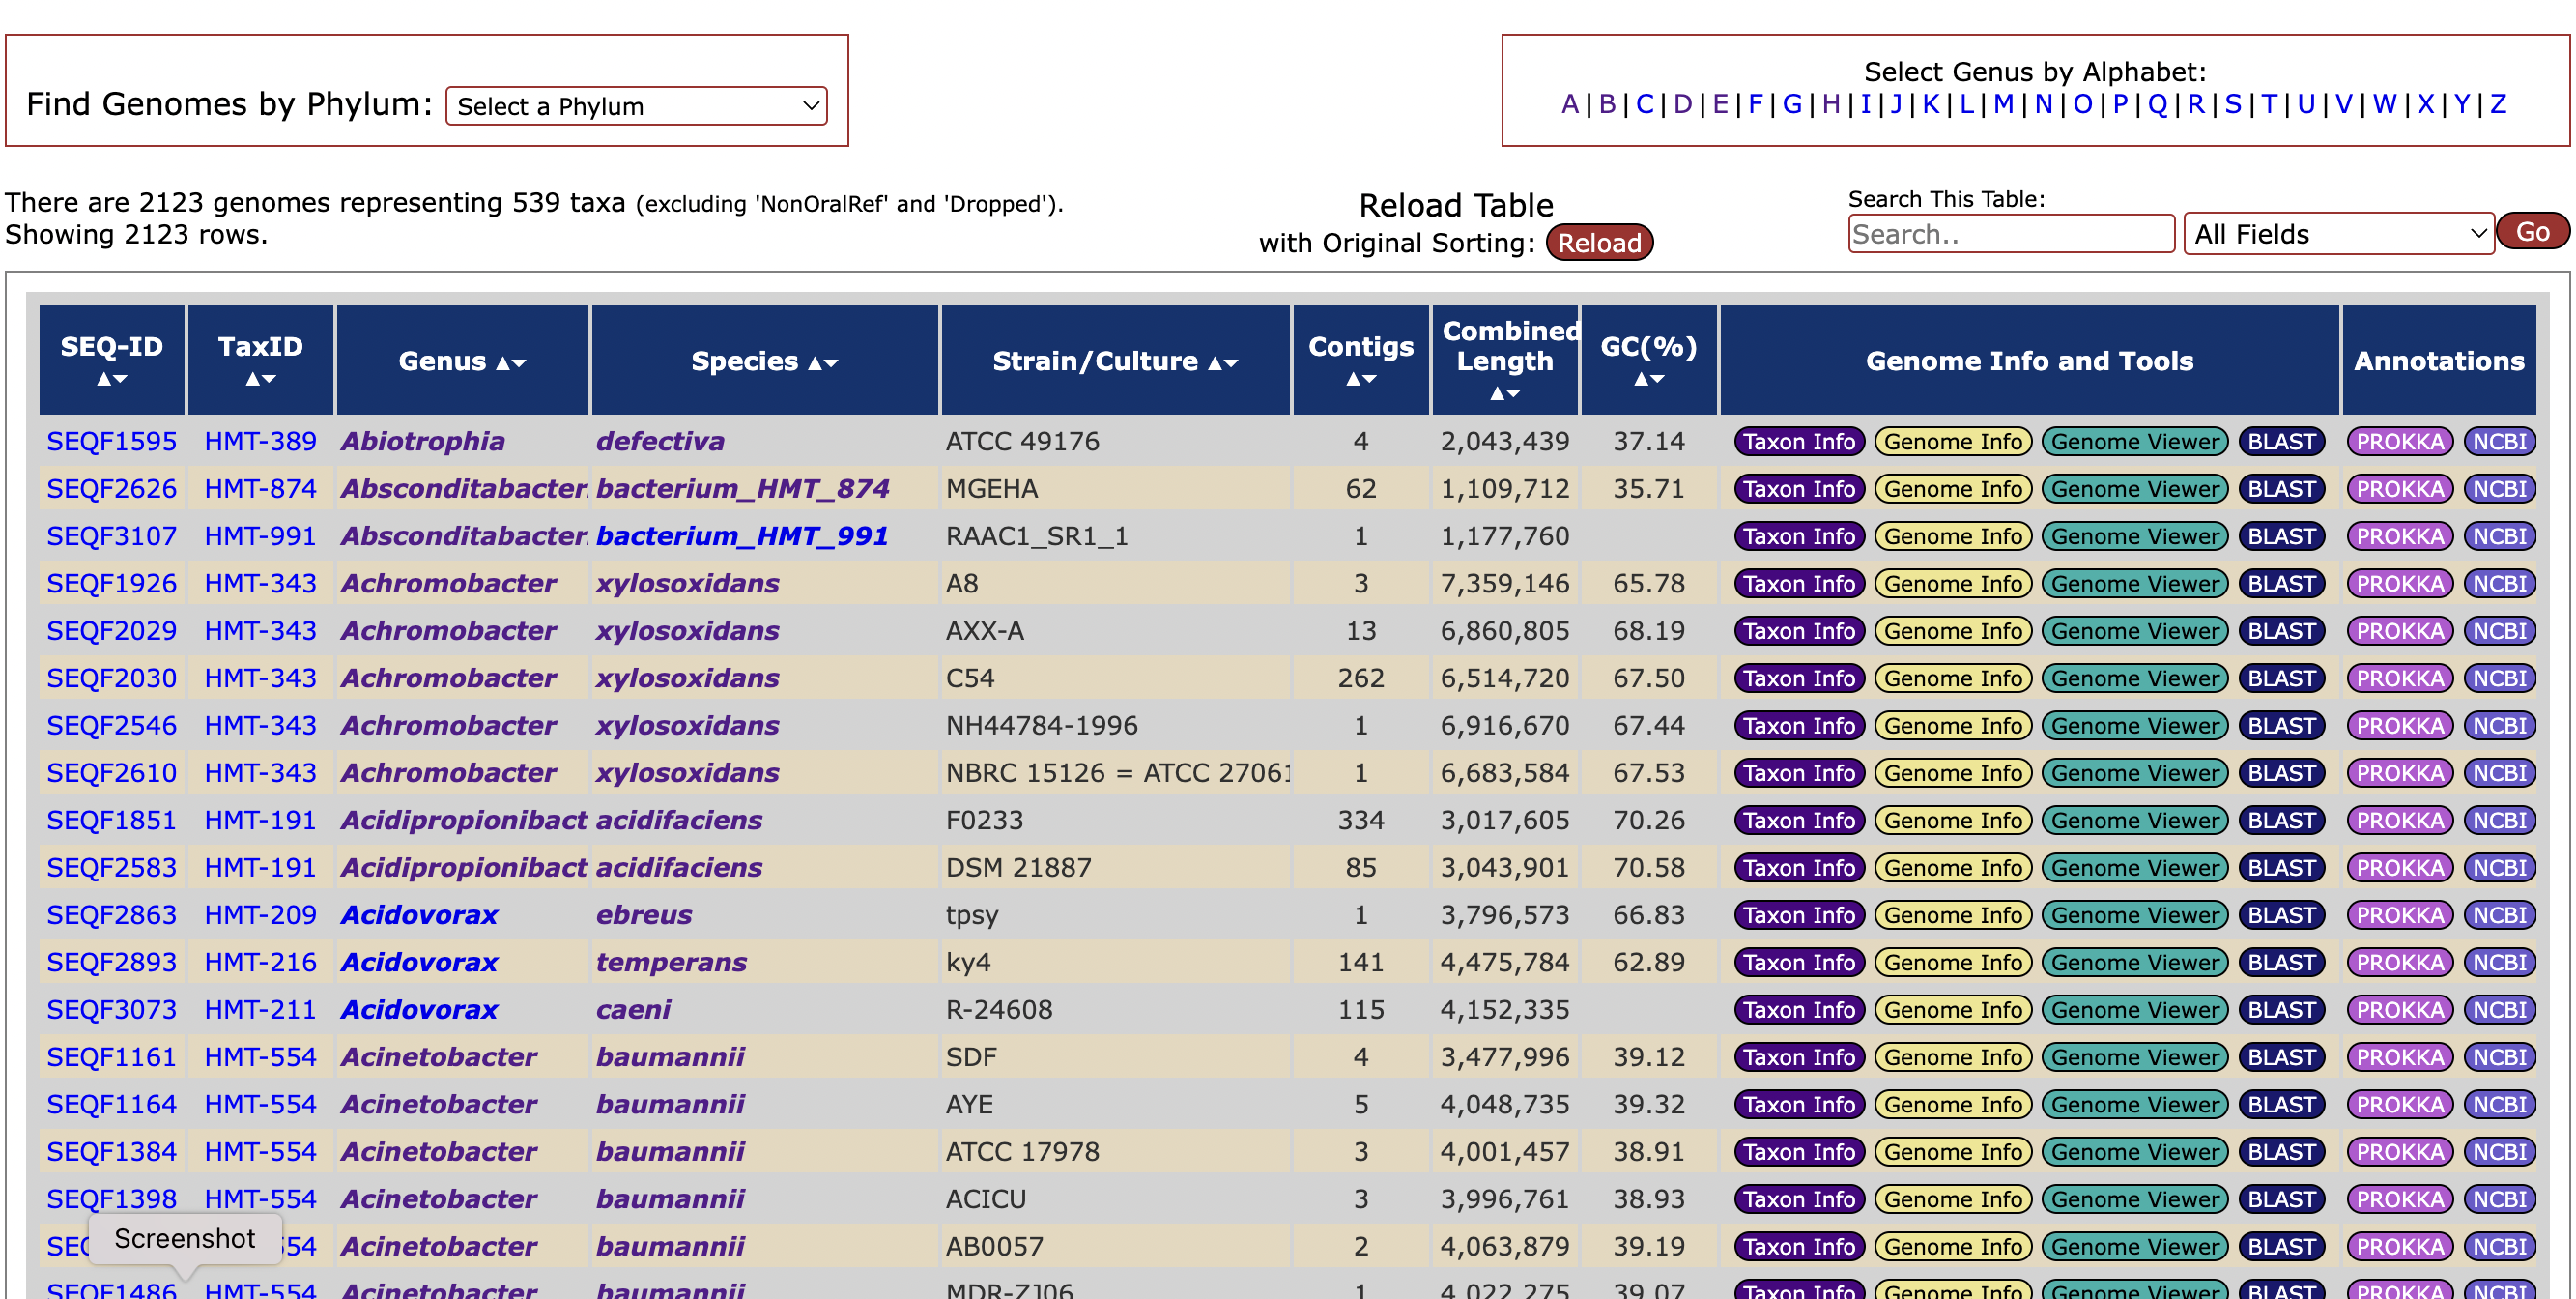 Find Genomes by Phylum: Select a Phylum
Select Genus by Alphabet:
A|B|C|D|E|F|G|H|I|J|K|L|M|N|O|P|Q|R|S|T|U|V|W|X|Y|Z
There are 2123 genomes representing 539 taxa (excluding 'NonOralRef' and 'Dropped').
Showing 2123 rows.
Reload Table
with Original Sorting: Reload
Search This Table:
Search.. All Fields Go
SEQ-ID ▲▼ TaxID ▲▼ Genus ▲▼ Species ▲▼ Strain/Culture ▲▼ Contigs ▲▼ Combined Length ▲▼ GC(%) ▲▼ Genome Info and Tools Annotations
SEQF1595 HMT-389 Abiotrophia defectiva ATCC 49176 4 2,043,439 37.14 Taxon Info Genome Info Genome Viewer BLAST PROKKA NCBI
SEQF2626 HMT-874 Absconditabacter bacterium_HMT_874 MGEHA 62 1,109,712 35.71 Taxon Info Genome Info Genome Viewer BLAST PROKKA NCBI
SEQF3107 HMT-991 Absconditabacter bacterium_HMT_991 RAAC1_SR1_1 1 1,177,760 Taxon Info Genome Info Genome Viewer BLAST PROKKA NCBI
SEQF1926 HMT-343 Achromobacter xylosoxidans A8 3 7,359,146 65.78 Taxon Info Genome Info Genome Viewer BLAST PROKKA NCBI
SEQF2029 HMT-343 Achromobacter xylosoxidans AXX-A 13 6,860,805 68.19 Taxon Info Genome Info Genome Viewer BLAST PROKKA NCBI
SEQF2030 HMT-343 Achromobacter xylosoxidans C54 262 6,514,720 67.50 Taxon Info Genome Info Genome Viewer BLAST PROKKA NCBI
SEQF2546 HMT-343 Achromobacter xylosoxidans NH44784-1996 1 6,916,670 67.44 Taxon Info Genome Info Genome Viewer BLAST PROKKA NCBI
SEQF2610 HMT-343 Achromobacter xylosoxidans NBRC 15126 = ATCC 27061 1 6,683,584 67.53 Taxon Info Genome Info Genome Viewer BLAST PROKKA NCBI
SEQF1851 HMT-191 Acidipropionibact acidifaciens F0233 334 3,017,605 70.26 Taxon Info Genome Info Genome Viewer BLAST PROKKA NCBI
SEQF2583 HMT-191 Acidipropionibact acidifaciens DSM 21887 85 3,043,901 70.58 Taxon Info Genome Info Genome Viewer BLAST PROKKA NCBI
SEQF2863 HMT-209 Acidovorax ebreus tpsy 1 3,796,573 66.83 Taxon Info Genome Info Genome Viewer BLAST PROKKA NCBI
SEQF2893 HMT-216 Acidovorax temperans ky4 141 4,475,784 62.89 Taxon Info Genome Info Genome Viewer BLAST PROKKA NCBI
SEQF3073 HMT-211 Acidovorax caeni R-24608 115 4,152,335 Taxon Info Genome Info Genome Viewer BLAST PROKKA NCBI
SEQF1161 HMT-554 Acinetobacter baumannii SDF 4 3,477,996 39.12 Taxon Info Genome Info Genome Viewer BLAST PROKKA NCBI
SEQF1164 HMT-554 Acinetobacter baumannii AYE 5 4,048,735 39.32 Taxon Info Genome Info Genome Viewer BLAST PROKKA NCBI
SEQF1384 HMT-554 Acinetobacter baumannii ATCC 17978 3 4,001,457 38.91 Taxon Info Genome Info Genome Viewer BLAST PROKKA NCBI
SEQF1398 HMT-554 Acinetobacter baumannii ACICU 3 3,996,761 38.93 Taxon Info Genome Info Genome Viewer BLAST PROKKA NCBI
Screenshot 54 Acinetobacter baumannii AB0057 2 4,063,879 39.19 Taxon Info Genome Info Genome Viewer BLAST PROKKA NCBI
SEQF1486 HMT-554 Acinetobacter baumannii MDR-ZJ06 1 4,022,275 39.07 Taxon Info Genome Info Genome Viewer BLAST PROKKA NCBI